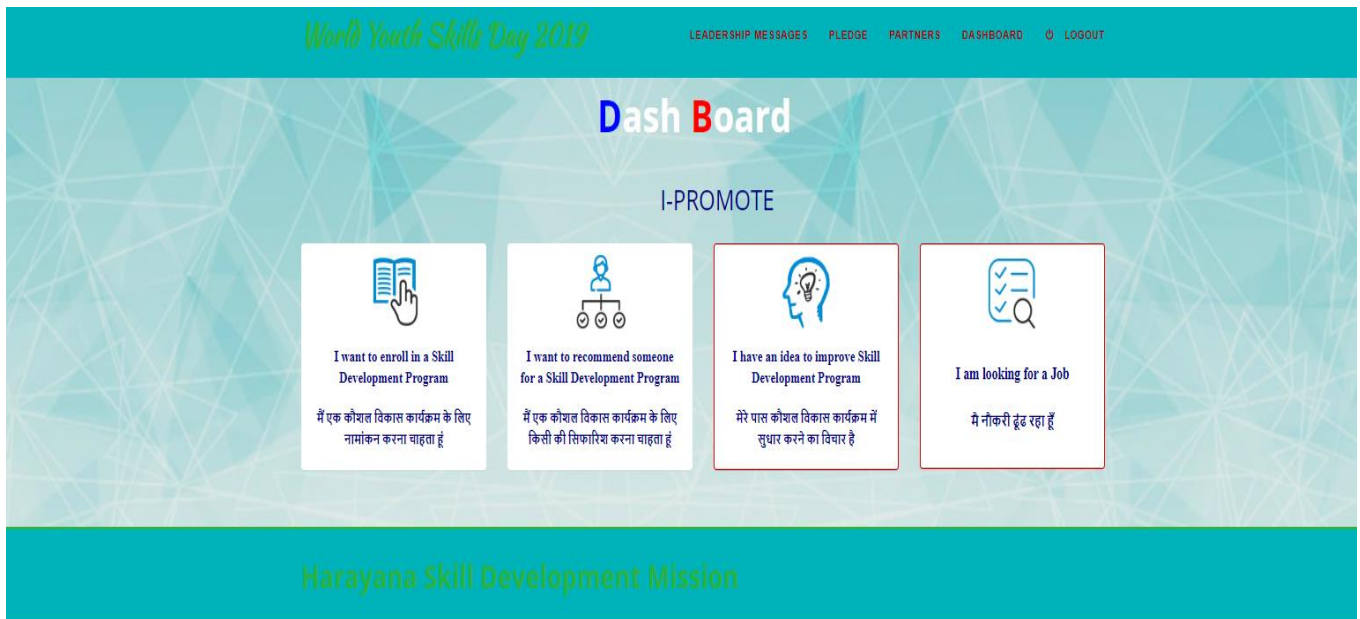 World Youth Skills Day 2019
LEADERSHIP MESSAGES PLEDGE PARTNERS DASHBOARD LOGOUT
Dash Board
I-PROMOTE
I want to enroll in a Skill
Development Program
मैं एक कौशल विकास कार्यक्रम के लिए
नामांकन करना चाहता हूं
I want to recommend someone
for a Skill Development Program
मैं एक कौशल विकास कार्यक्रम के लिए
किसी की सिफारिश करना चाहता हूं
I have an idea to improve Skill
Development Program
मेरे पास कौशल विकास कार्यक्रम में
सुधार करने का विचार है
I am looking for a Job
मै नौकरी ढूंढ रहा हूँ
Harayana Skill Development Mission